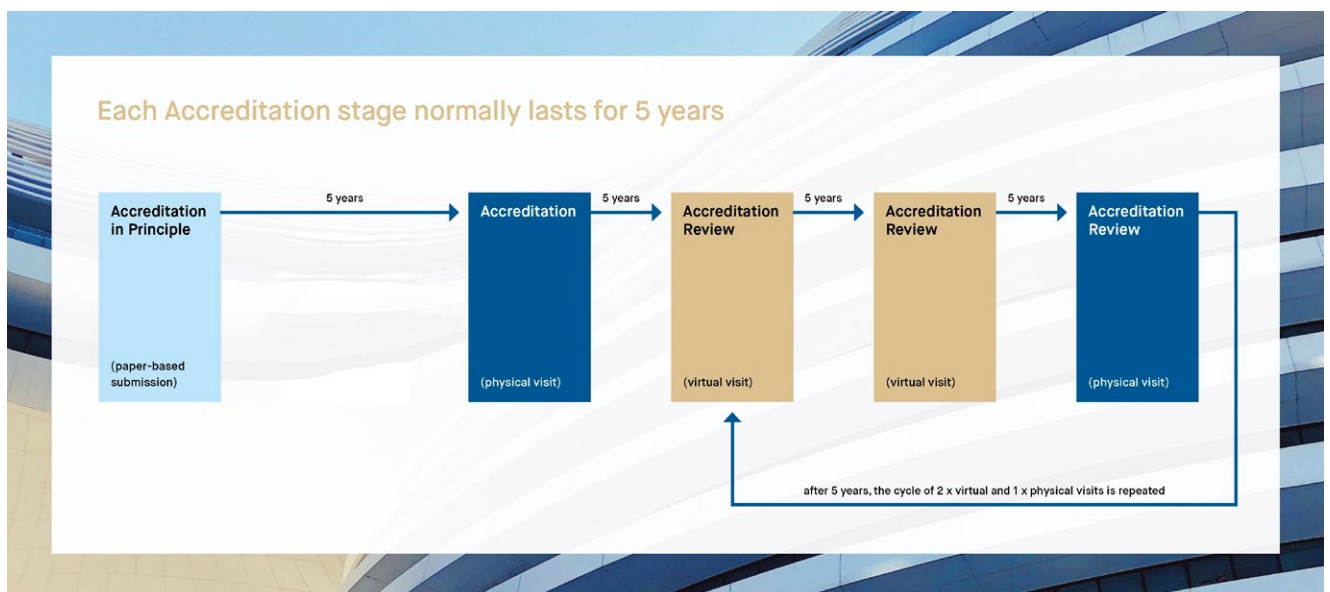 Each Accreditation stage normally lasts for 5 years
Accreditation
in Principle
(paper-based
submission)
5 years
Accreditation
(physical visit)
5 years
Accreditation
Review
(virtual visit)
5 years
Accreditation
Review
(virtual visit)
5 years
Accreditation
Review
(physical visit)
after 5 years, the cycle of 2 x virtual and 1 x physical visits is repeated